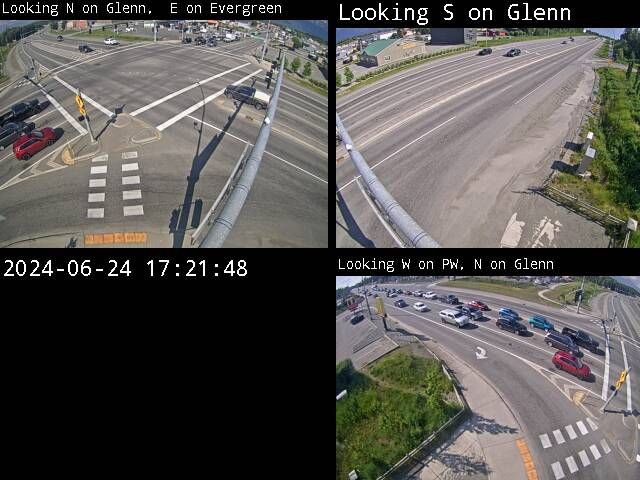 Looking N on Glenn,  E on Evergreen
Looking S on Glenn
2024-06-24 17:21:48
Looking W on PW, N on Glenn